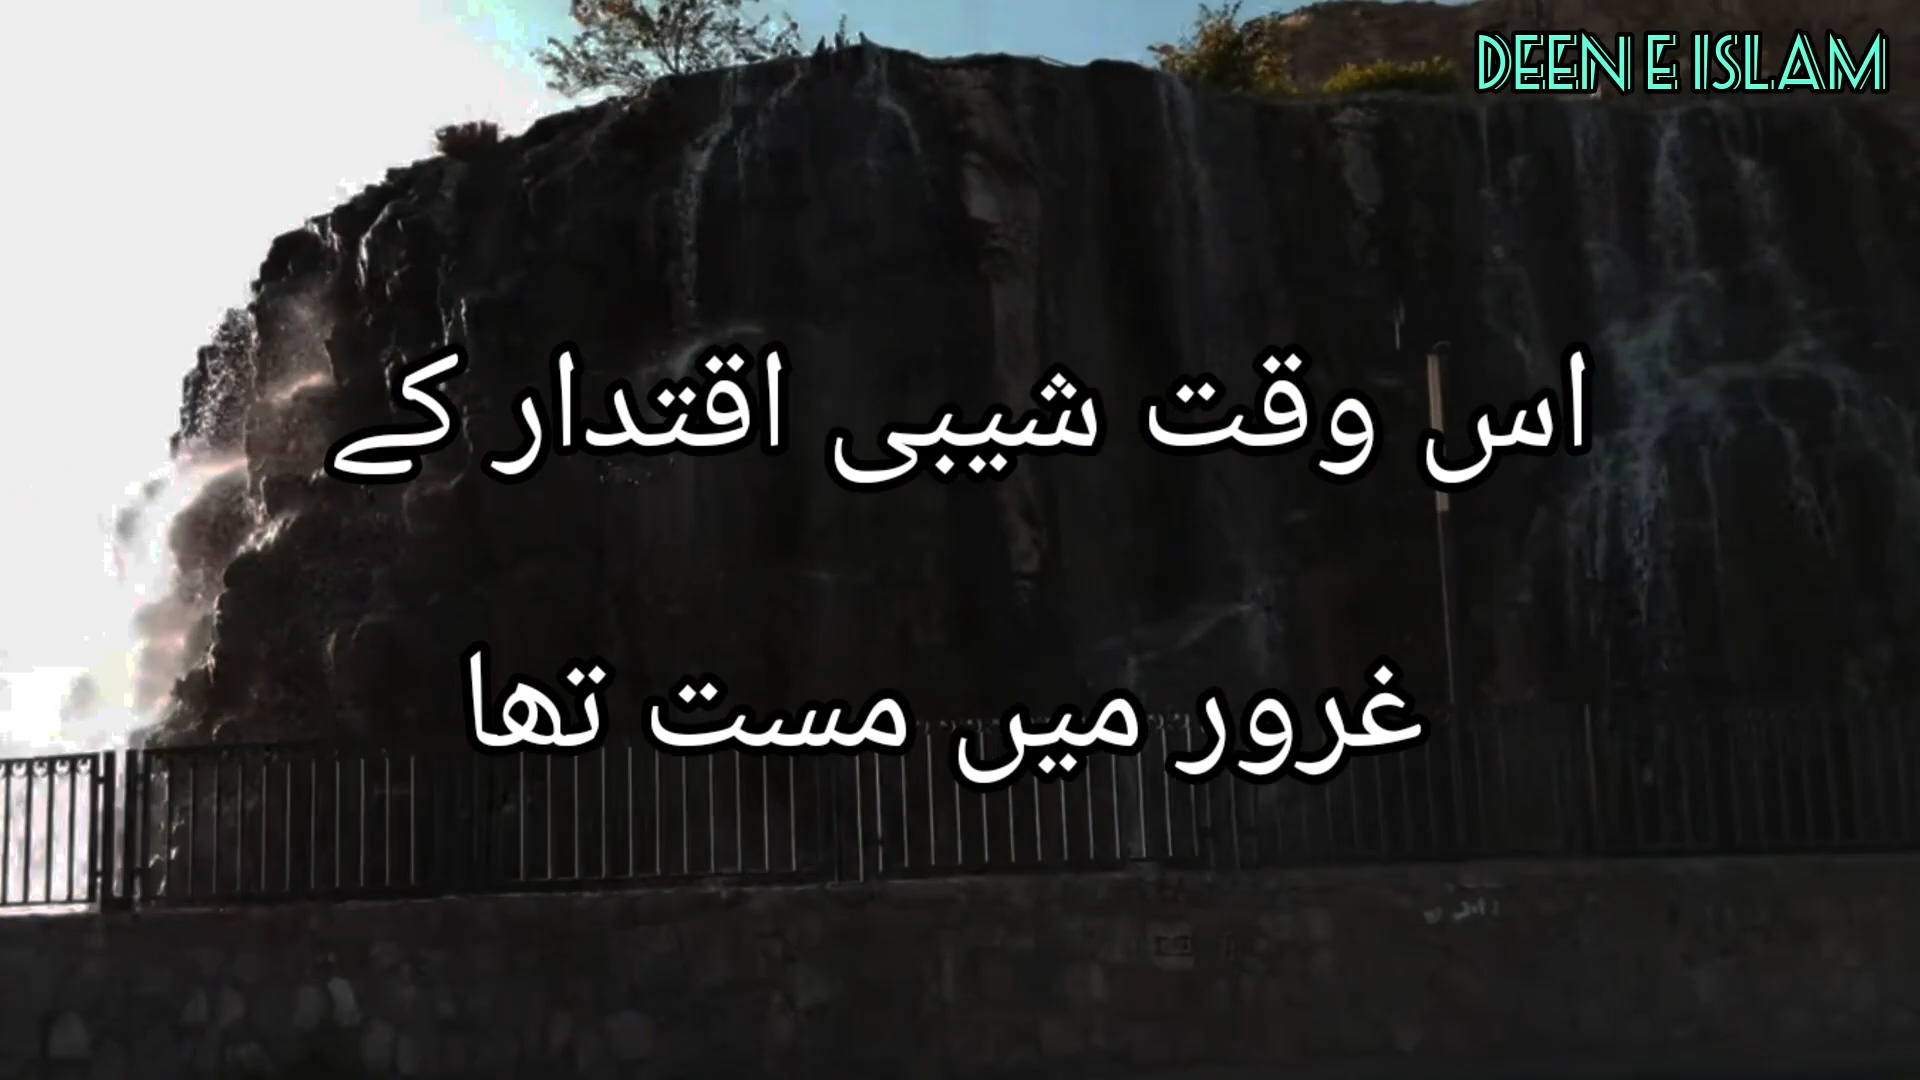 DEEN E ISLAM
اس وقت شیبی اقتدار کے
غرور میں مست تھا